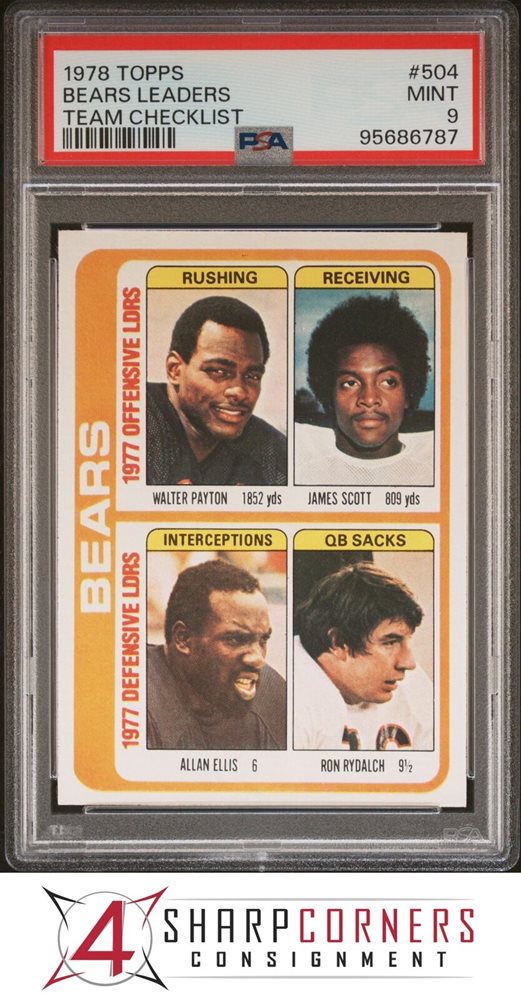 1978 TOPPS #504
BEARS LEADERS MINT
TEAM CHECKLIST 9
PSA 95686787
BEARS
1977 OFFENSIVE LDRS
RUSHING
WALTER PAYTON 1852 yds
RECEIVING
JAMES SCOTT 809 yds
1977 DEFENSIVE LDRS
INTERCEPTIONS
ALLAN ELLIS 6
QB SACKS
RON RYDALCH 9½
PSA
4 SHARPCORNERS
CONSIGNMENT